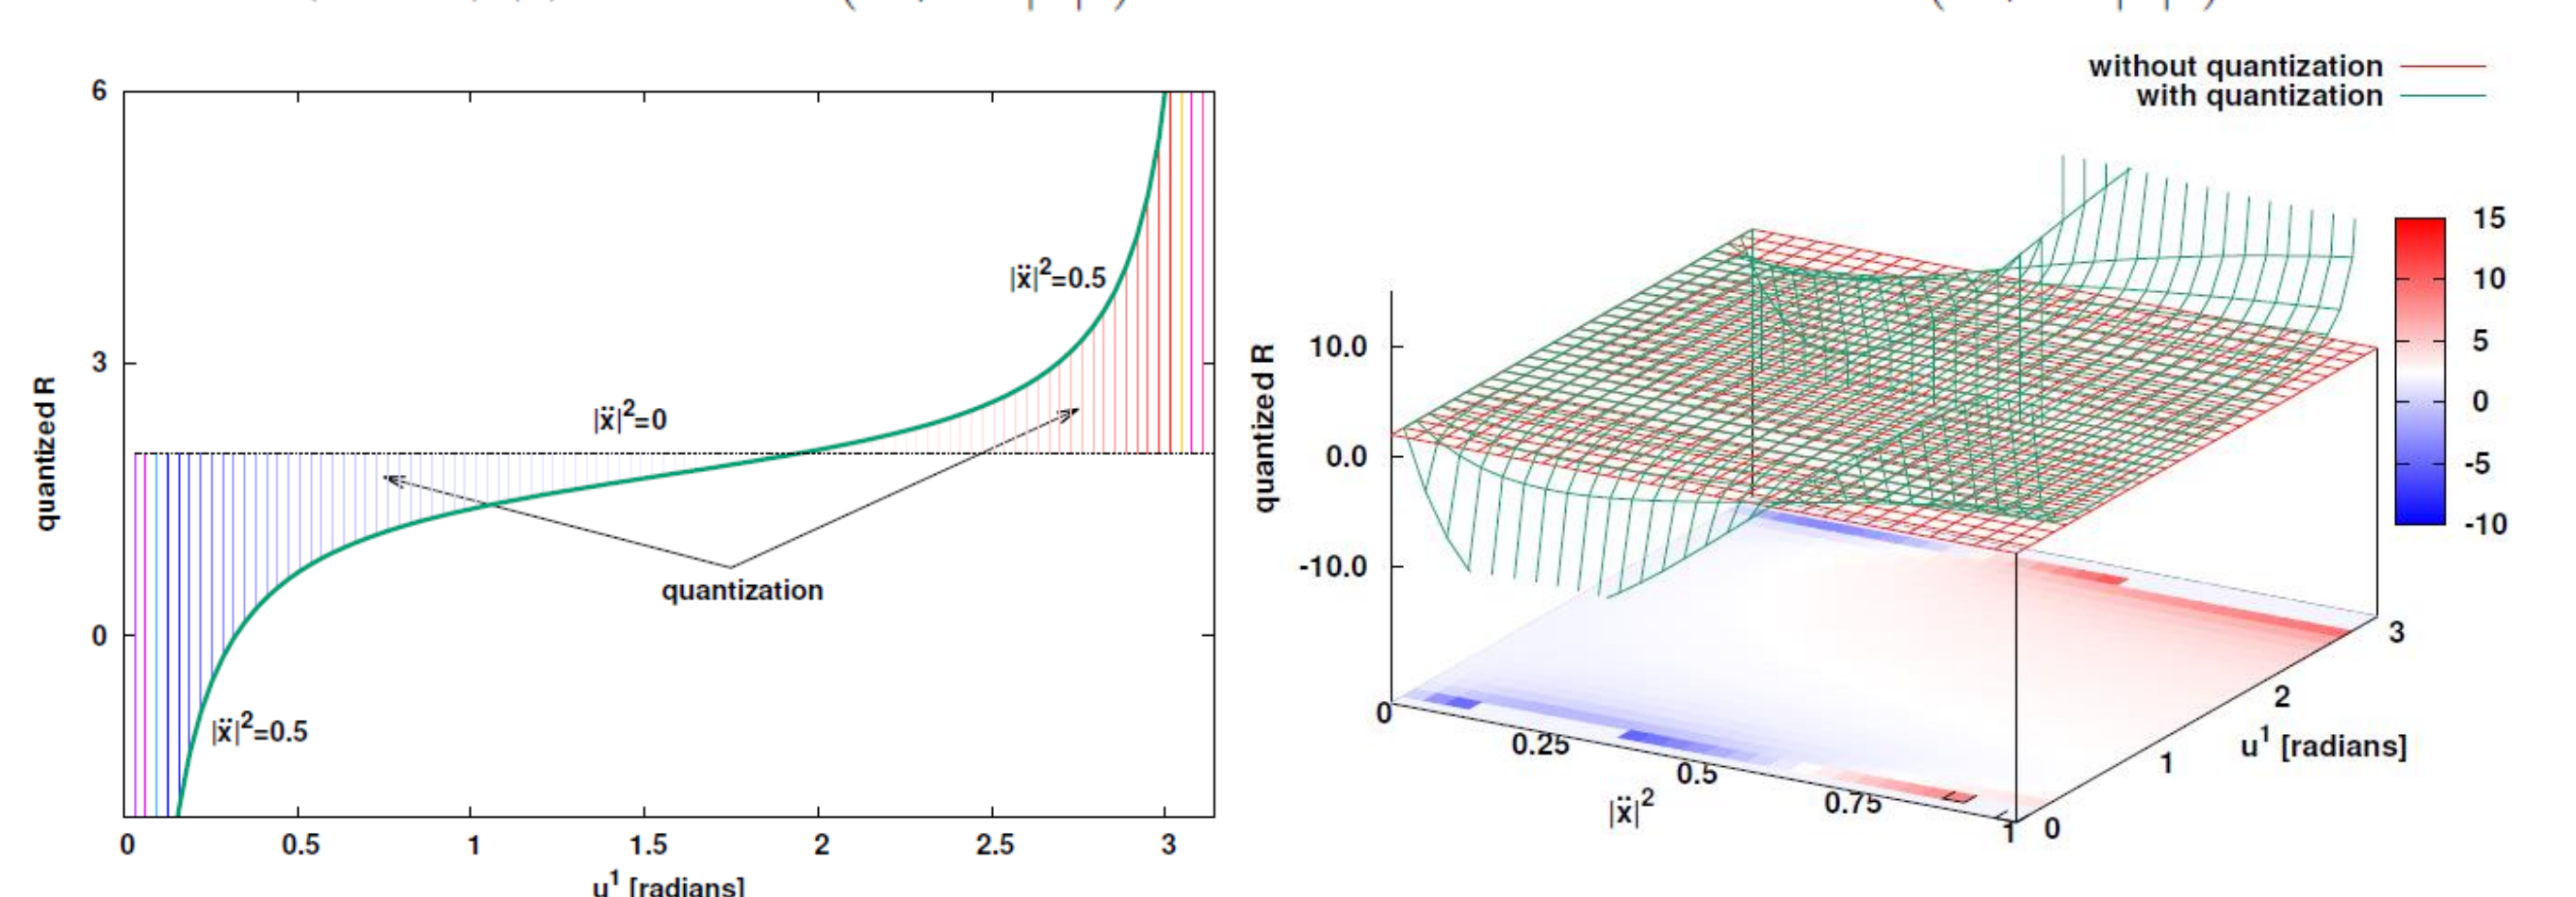 6
3
0
quantized R
|ẍ|²=0.5
|ẍ|²=0
quantization
|ẍ|²=0.5
0 0.5 1 1.5 2 2.5 3
u¹ [radians]
without quantization
with quantization
15
10
5
0
-5
-10
10.0
0.0
-10.0
quantized R
0 0.25 0.5 0.75 1
|ẍ|²
0 1 2 3
u¹ [radians]